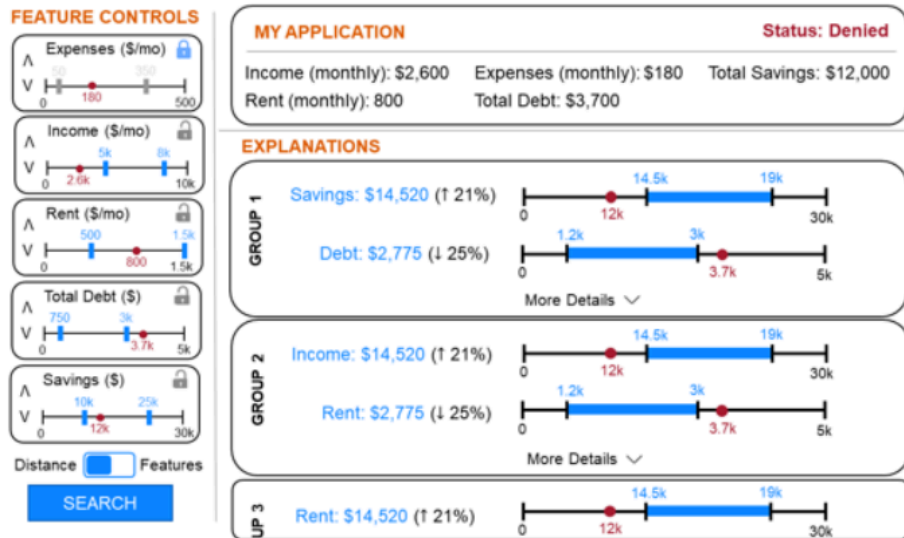 FEATURE CONTROLS
Expenses ($/mo)
Λ
V
50
350
0
180
500
Income ($/mo)
Λ
V
5k
8k
0
2.6k
10k
Rent ($/mo)
Λ
V
500
1.5k
0
800
1.5k
Total Debt ($)
Λ
V
750
3k
0
3.7k
5k
Savings ($)
Λ
V
10k
25k
0
12k
30k
Distance
Features
SEARCH
MY APPLICATION
Status: Denied
Income (monthly): $2,600 Expenses (monthly): $180 Total Savings: $12,000
Rent (monthly): 800 Total Debt: $3,700
EXPLANATIONS
GROUP 1
Savings: $14,520 (↑ 21%)
14.5k
19k
0
12k
30k
Debt: $2,775 (↓ 25%)
1.2k
3k
0
3.7k
5k
More Details
GROUP 2
Income: $14,520 (↑ 21%)
14.5k
19k
0
12k
30k
Rent: $2,775 (↓ 25%)
1.2k
3k
0
3.7k
5k
More Details
UP 3
Rent: $14,520 (↑ 21%)
14.5k
19k
0
12k
30k